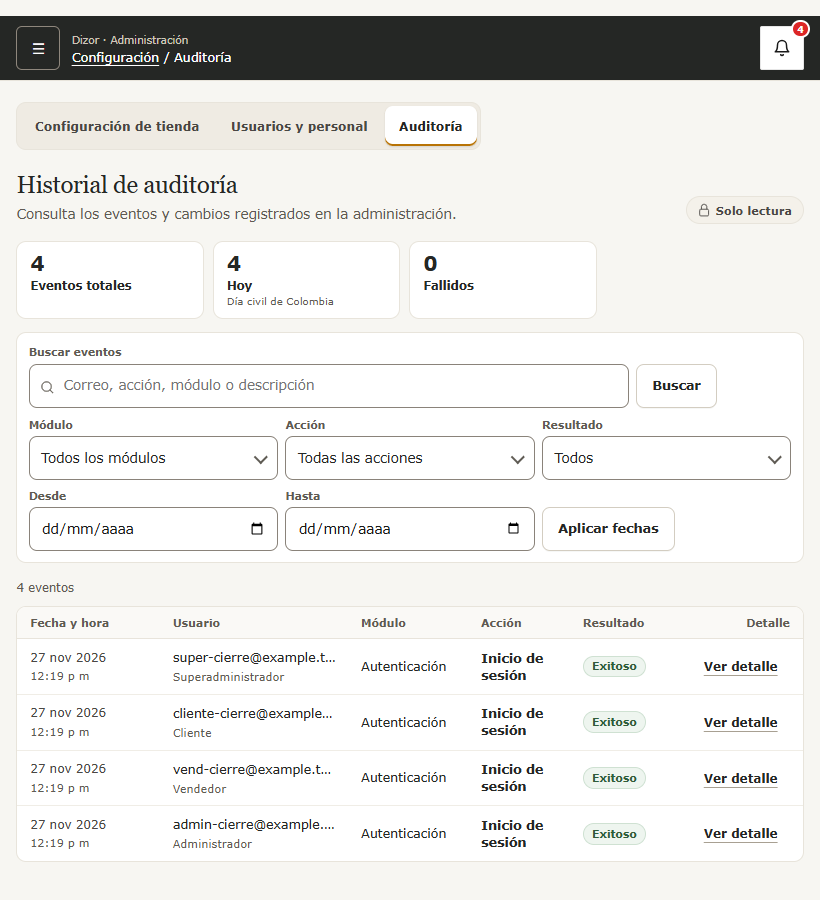 Dizor · Administración
Configuración / Auditoría
4
Configuración de tienda
Usuarios y personal
Auditoría
Historial de auditoría
Consulta los eventos y cambios registrados en la administración.
Solo lectura
4
Eventos totales
4
Hoy
Día civil de Colombia
0
Fallidos
Buscar eventos
Correo, acción, módulo o descripción
Buscar
Módulo
Acción
Resultado
Todos los módulos
Todas las acciones
Todos
Desde
Hasta
dd/mm/aaaa
dd/mm/aaaa
Aplicar fechas
4 eventos
Fecha y hora Usuario Módulo Acción Resultado Detalle
27 nov 2026
12:19 p m
super-cierre@example.t...
Superadministrador
Autenticación
Inicio de
sesión
Exitoso
Ver detalle
27 nov 2026
12:19 p m
cliente-cierre@example...
Cliente
Autenticación
Inicio de
sesión
Exitoso
Ver detalle
27 nov 2026
12:19 p m
vend-cierre@example.t...
Vendedor
Autenticación
Inicio de
sesión
Exitoso
Ver detalle
27 nov 2026
12:19 p m
admin-cierre@example....
Administrador
Autenticación
Inicio de
sesión
Exitoso
Ver detalle